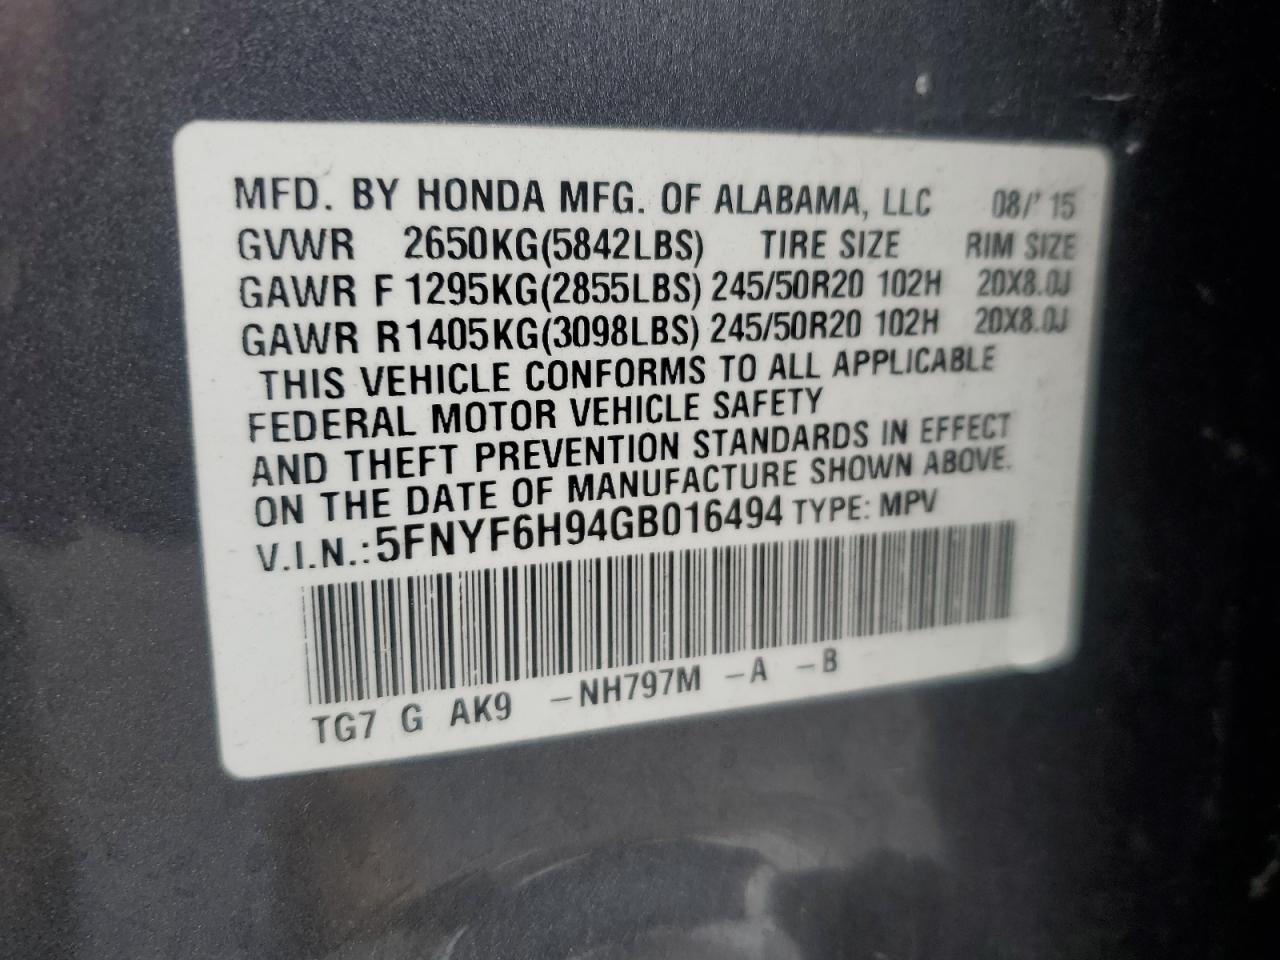 MFD. BY HONDA MFG. OF ALABAMA, LLC 08/' 15
GVWR 2650KG(5842LBS) TIRE SIZE RIM SIZE
GAWR F 1295KG(2855LBS) 245/50R20 102H 20X8.0J
GAWR R1405KG(3098LBS) 245/50R20 102H 20X8.0J
THIS VEHICLE CONFORMS TO ALL APPLICABLE
FEDERAL MOTOR VEHICLE SAFETY
AND THEFT PREVENTION STANDARDS IN EFFECT
ON THE DATE OF MANUFACTURE SHOWN ABOVE.
V.I.N.:5FNYF6H94GB016494 TYPE: MPV
TG7 G AK9 -NH797M -A -B